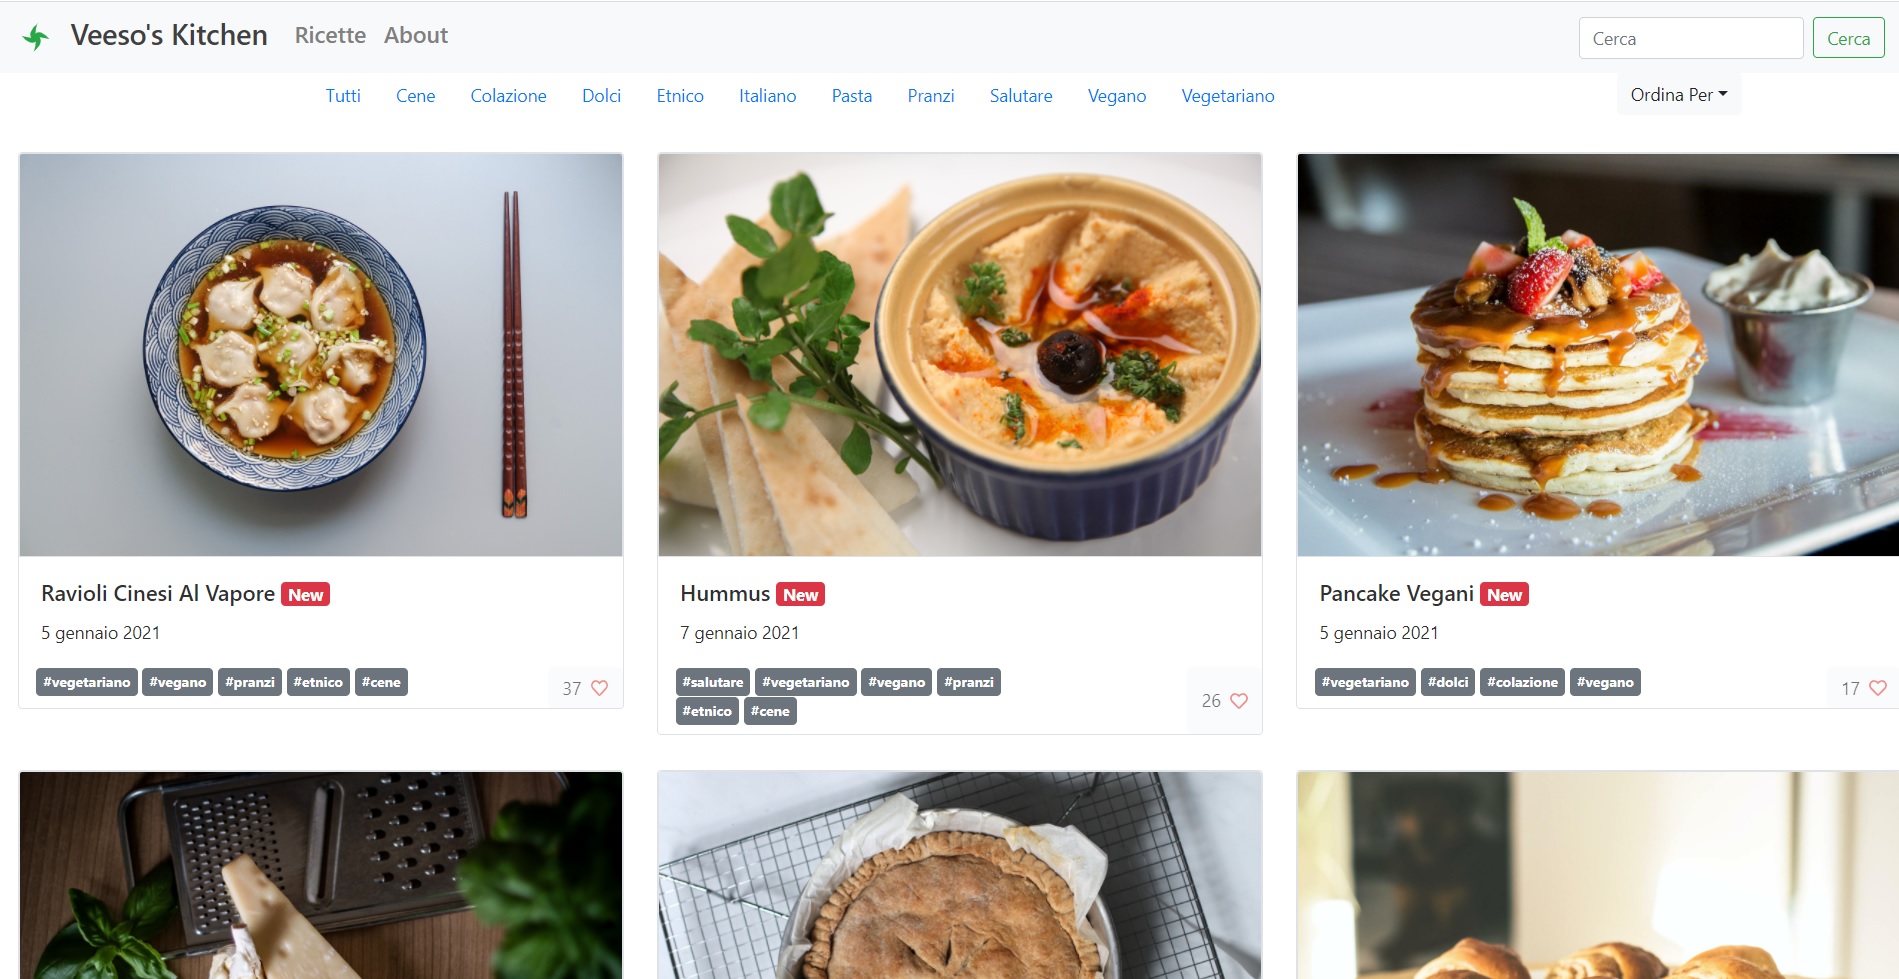 Veeso's Kitchen Ricette About Cerca Cerca
Tutti Cene Colazione Dolci Etnico Italiano Pasta Pranzi Salutare Vegano Vegetariano Ordina Per
Ravioli Cinesi Al Vapore New
5 gennaio 2021
#vegetariano #vegano #pranzi #etnico #cene
37
Hummus New
7 gennaio 2021
#salutare #vegetariano #vegano #pranzi
#etnico #cene
26
Pancake Vegani New
5 gennaio 2021
#vegetariano #dolci #colazione #vegano
17